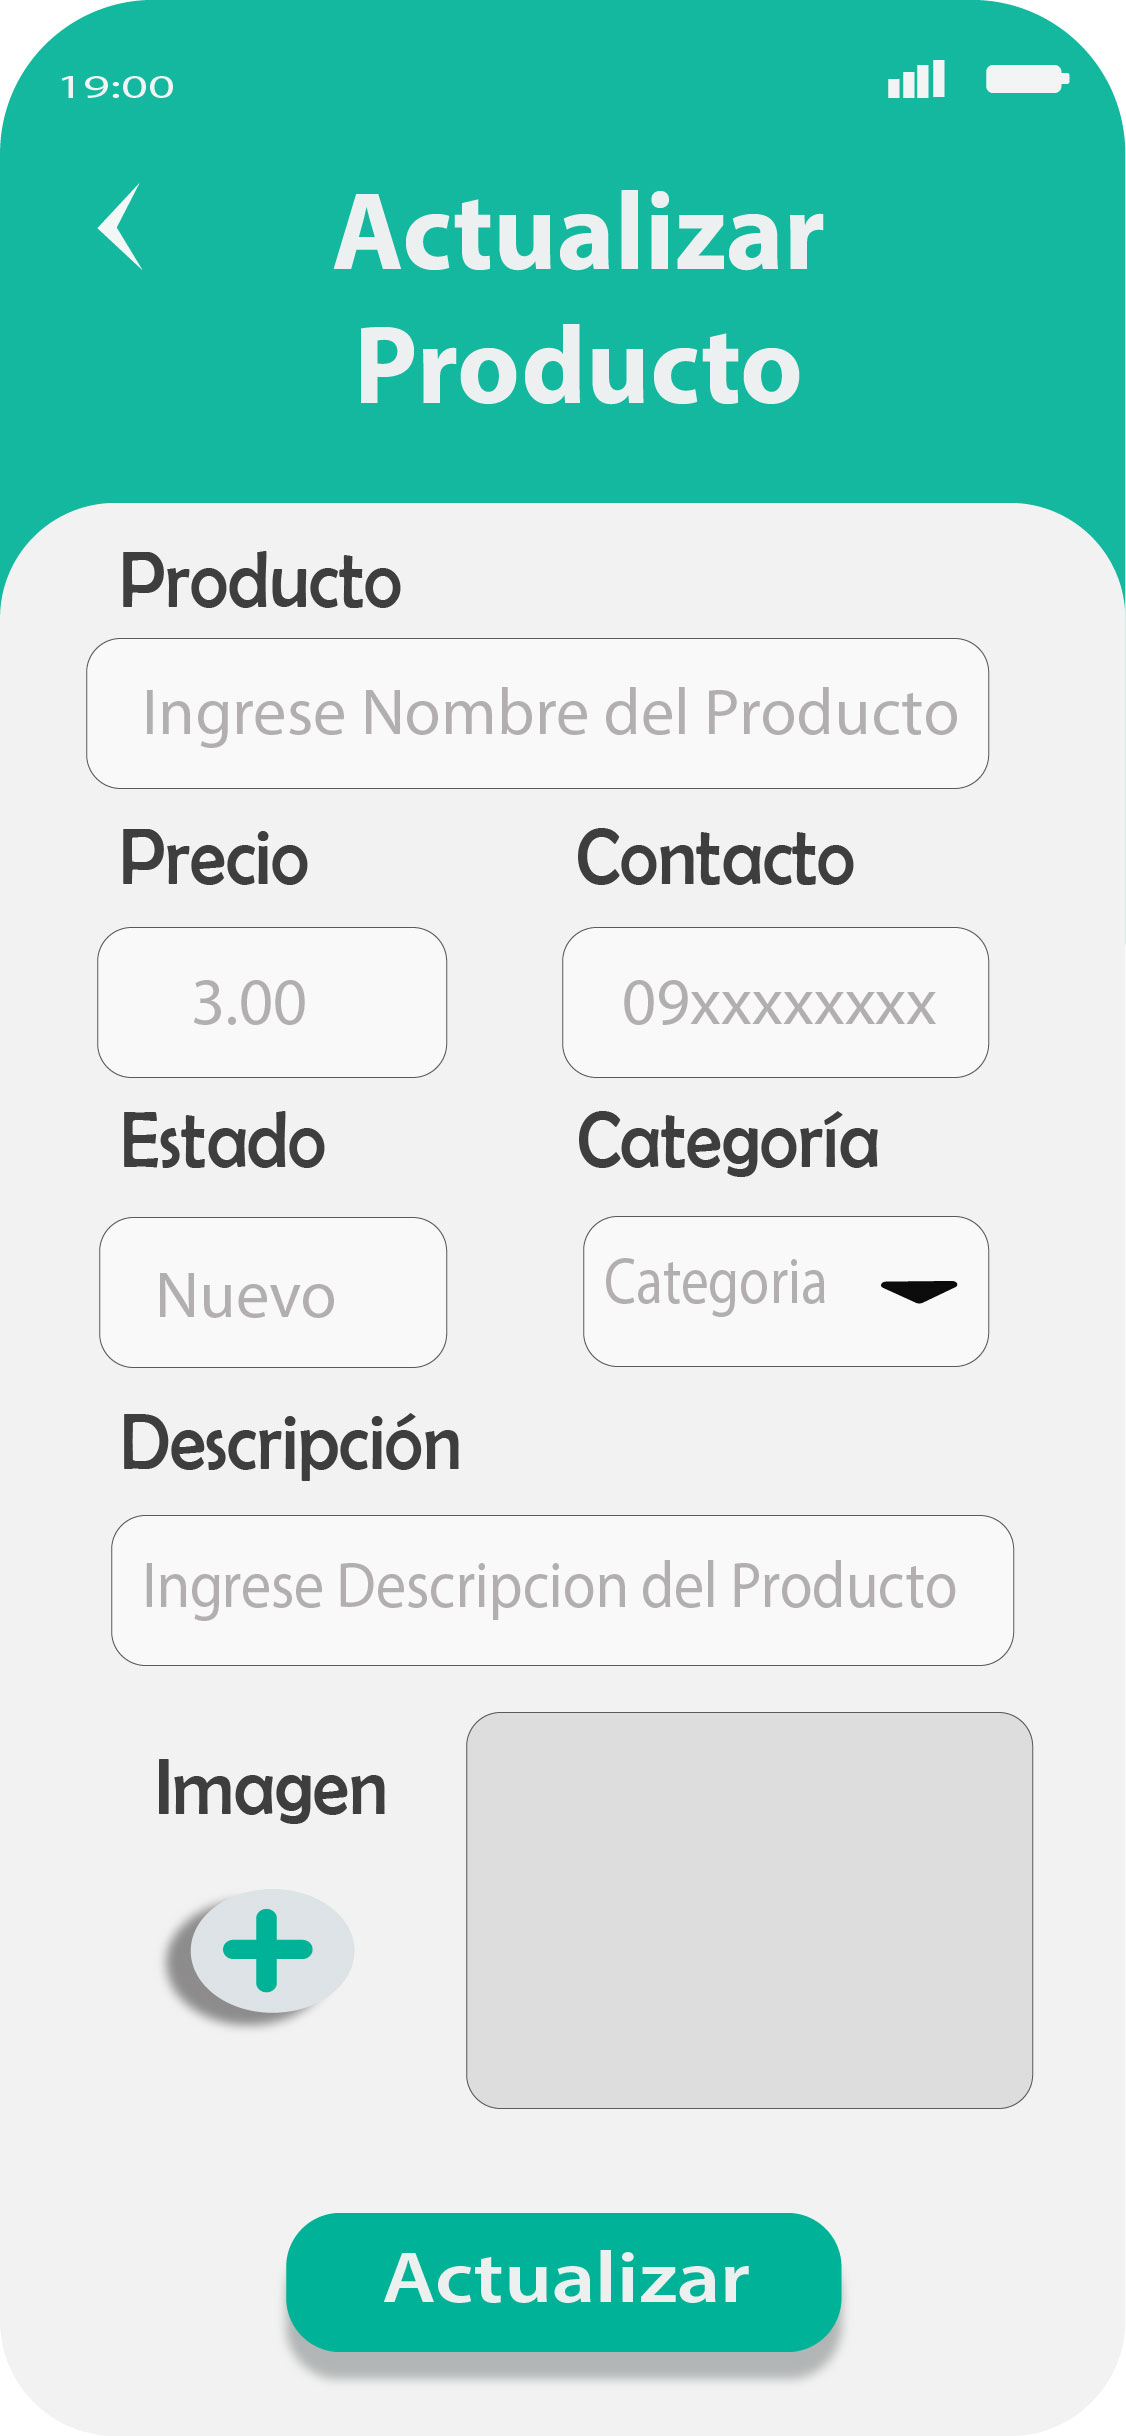 19:00
Actualizar
Producto
Producto
Ingrese Nombre del Producto
Precio
Contacto
3.00
09xxxxxxxx
Estado
Categoría
Nuevo
Categoria
Descripción
Ingrese Descripcion del Producto
Imagen
Actualizar